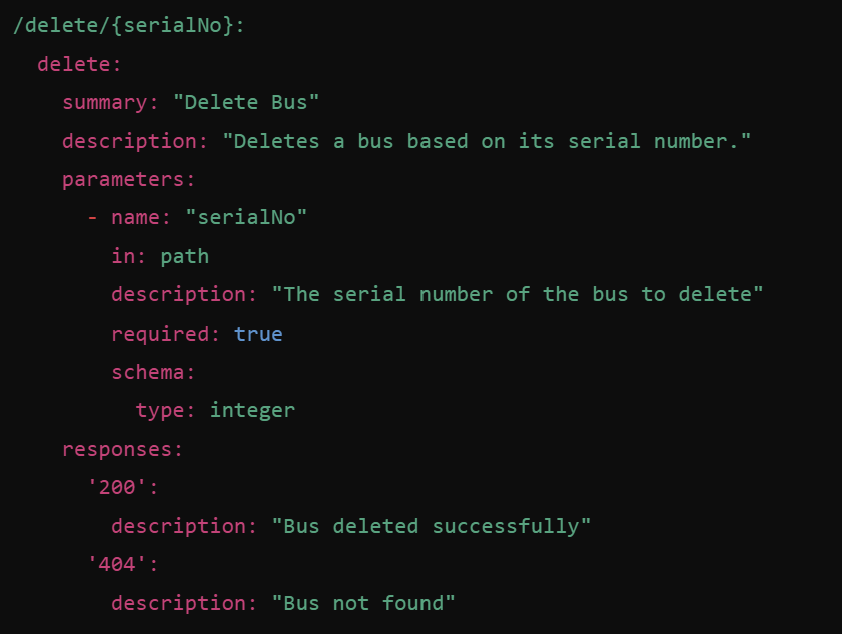 /delete/{serialNo}:
  delete:
    summary: "Delete Bus"
    description: "Deletes a bus based on its serial number."
    parameters:
      - name: "serialNo"
        in: path
        description: "The serial number of the bus to delete"
        required: true
        schema:
          type: integer
    responses:
      '200':
        description: "Bus deleted successfully"
      '404':
        description: "Bus not found"